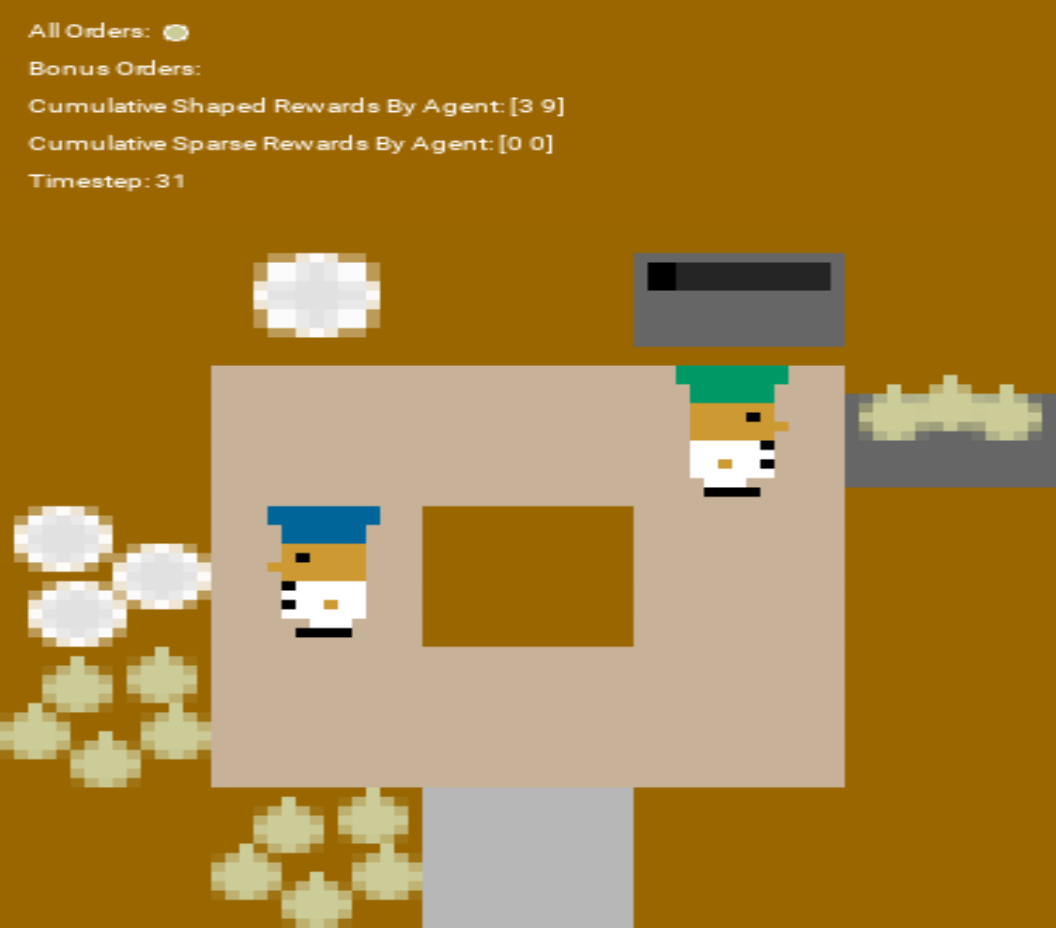 All Orders:
Bonus Orders:
Cumulative Shaped Rewards By Agent: [3 9]
Cumulative Sparse Rewards By Agent: [0 0]
Timestep: 31